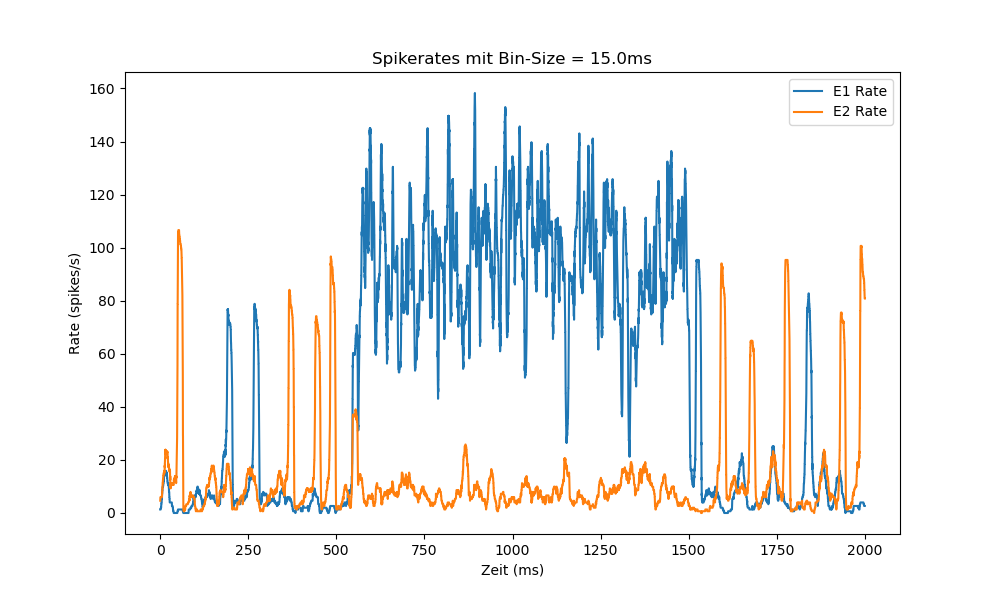 Spikerates mit Bin-Size = 15.0ms
E1 Rate
E2 Rate
160
140
120
100
80
60
40
20
0
Rate (spikes/s)
0 250 500 750 1000 1250 1500 1750 2000
Zeit (ms)